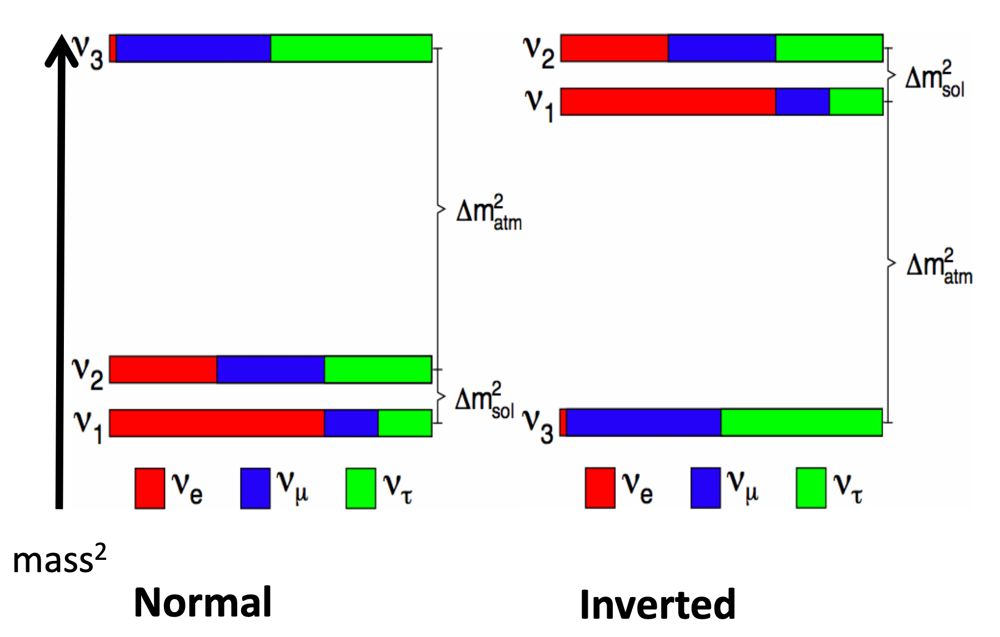 ν3
Δm²atm
ν2
Δm²sol
ν1
νe νμ ντ
mass²
Normal
ν2
Δm²sol
ν1
Δm²atm
ν3
νe νμ ντ
Inverted